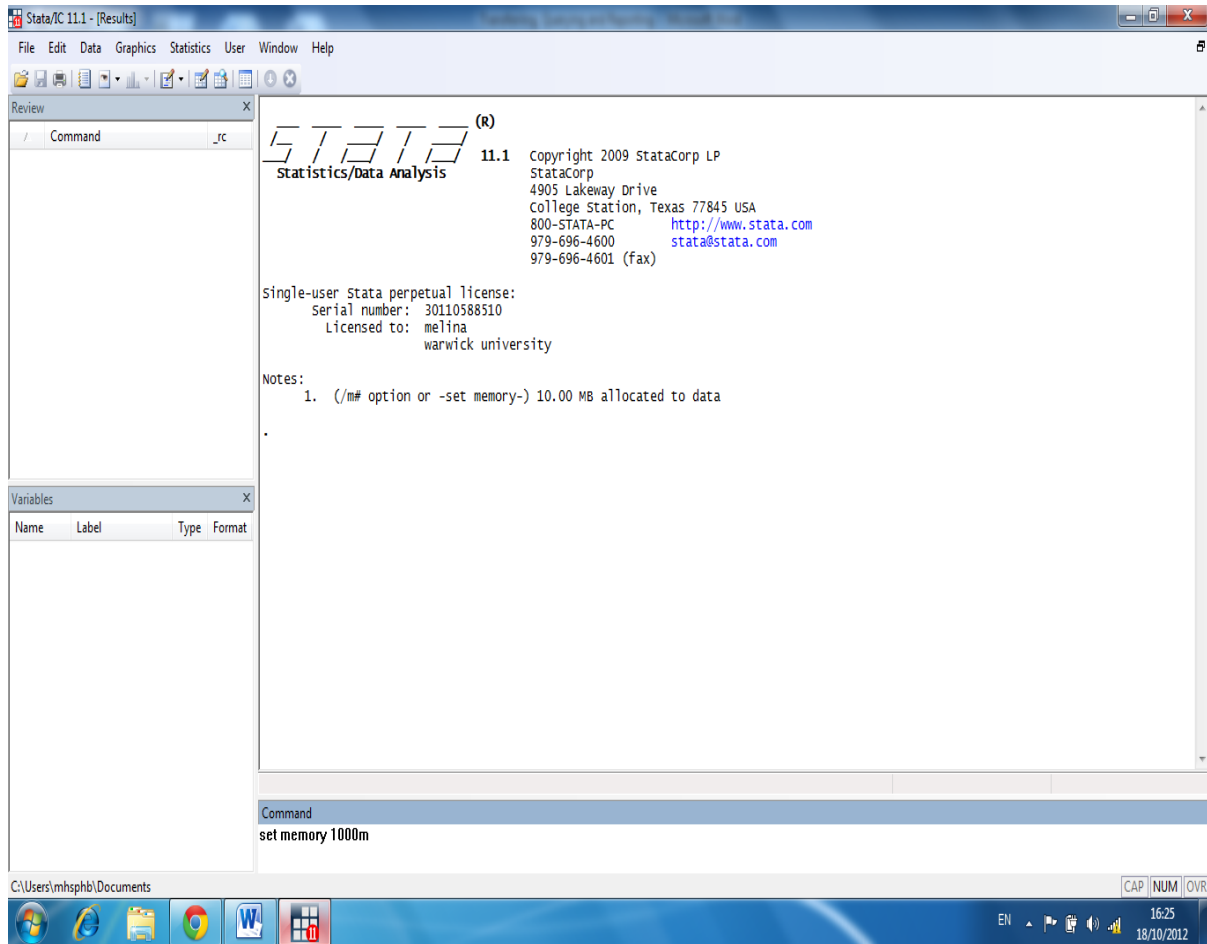 Stata/IC 11.1 - [Results]
File Edit Data Graphics Statistics User Window Help
Review X
/ Command _rc
STATA (R)
11.1 Copyright 2009 StataCorp LP
Statistics/Data Analysis StataCorp
4905 Lakeway Drive
College Station, Texas 77845 USA
800-STATA-PC http://www.stata.com
979-696-4600 stata@stata.com
979-696-4601 (fax)
Single-user Stata perpetual license:
Serial number: 30110588510
Licensed to: melina
warwick university
Notes:
1. (/m# option or -set memory-) 10.00 MB allocated to data
.
Variables X
Name Label Type Format
Command
set memory 1000m
C:\Users\mhsphb\Documents
CAP NUM OVR
EN
16:25
18/10/2012